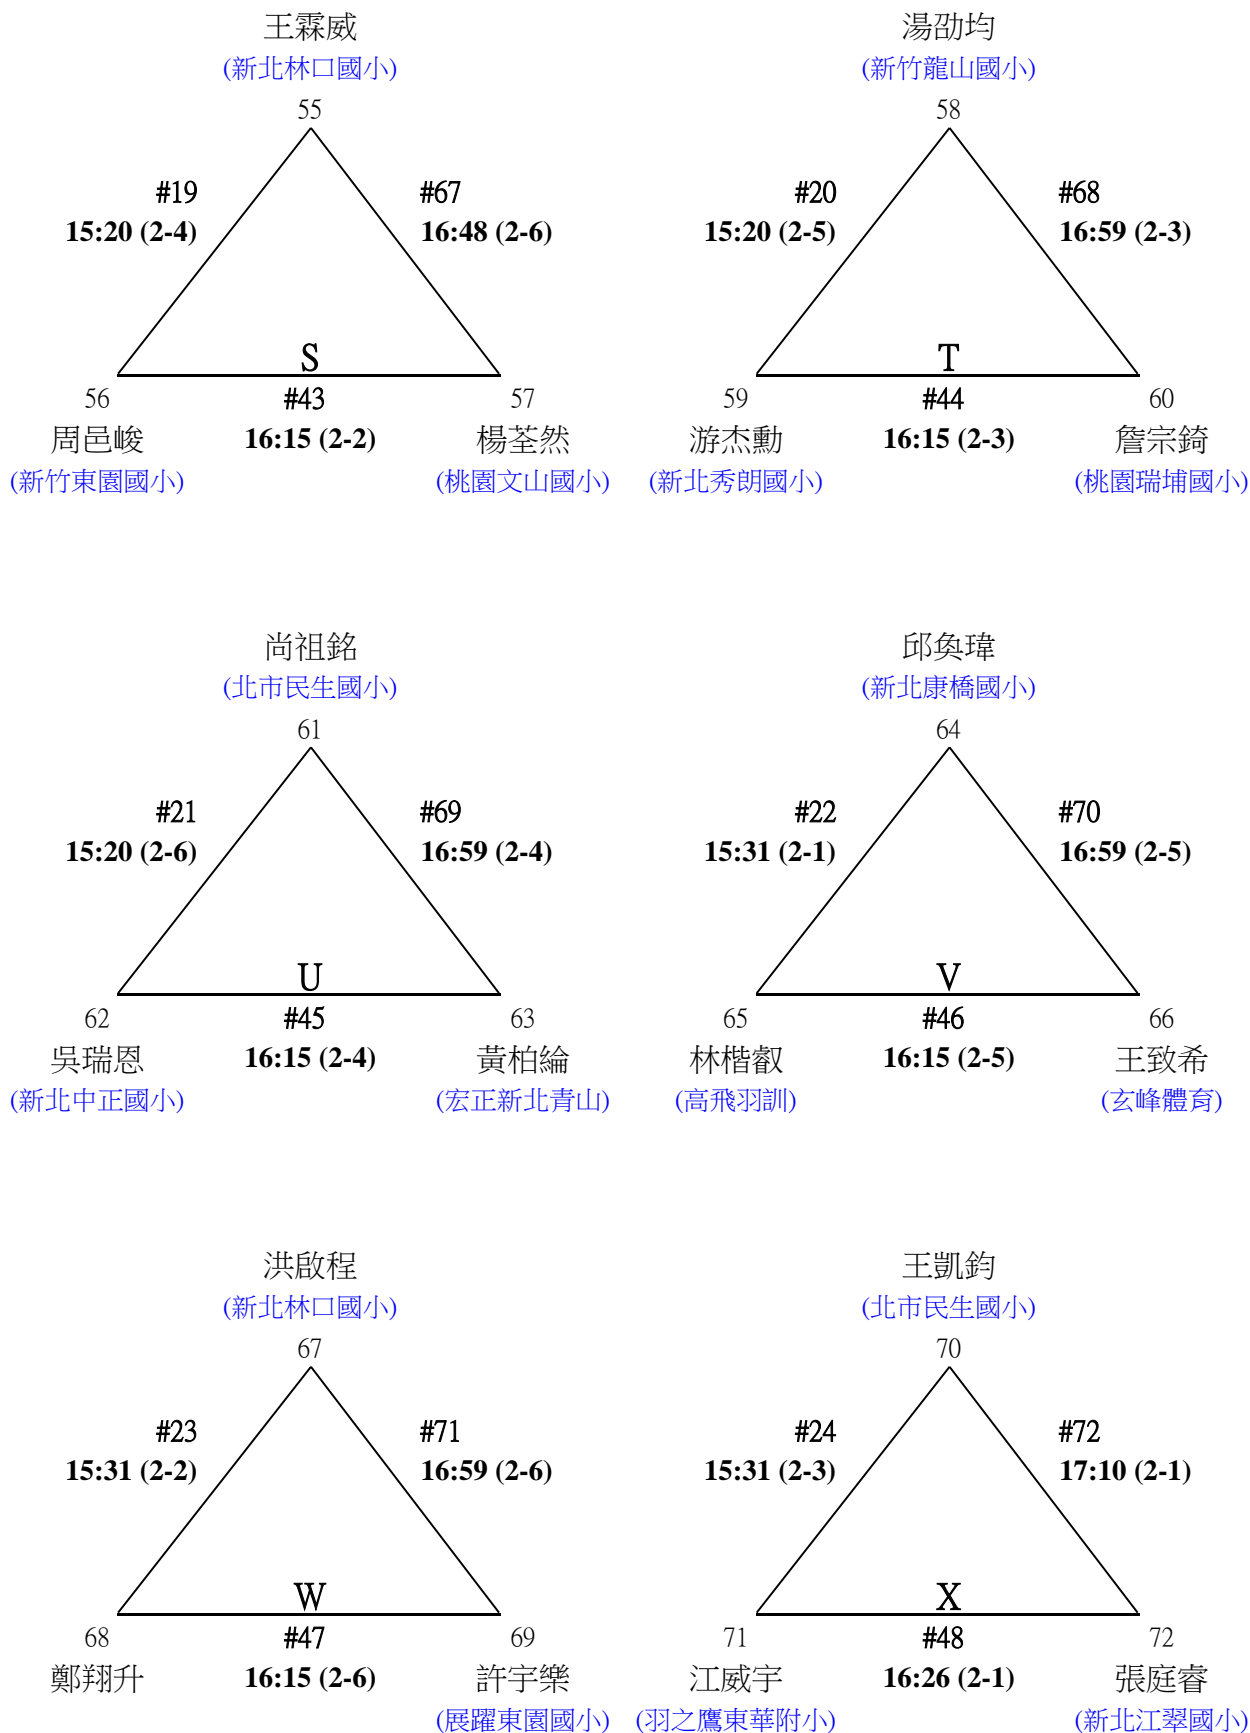 王霖威
(新北林口國小)
55
#19
15:20 (2-4)
#67
16:48 (2-6)
S
56
#43
57
周邑峻
16:15 (2-2)
楊荃然
(新竹東園國小)
(桃園文山國小)
湯劭均
(新竹龍山國小)
58
#20
15:20 (2-5)
#68
16:59 (2-3)
T
59
#44
60
游杰勳
16:15 (2-3)
詹宗錡
(新北秀朗國小)
(桃園瑞埔國小)
尚祖銘
(北市民生國小)
61
#21
15:20 (2-6)
#69
16:59 (2-4)
U
62
#45
63
吳瑞恩
16:15 (2-4)
黃柏綸
(新北中正國小)
(宏正新北青山)
邱奐瑋
(新北康橋國小)
64
#22
15:31 (2-1)
#70
16:59 (2-5)
V
65
#46
66
林楷叡
16:15 (2-5)
王致希
(高飛羽訓)
(玄峰體育)
洪啟程
(新北林口國小)
67
#23
15:31 (2-2)
#71
16:59 (2-6)
W
68
#47
69
鄭翔升
16:15 (2-6)
許宇樂
(展躍東園國小)
王凱鈞
(北市民生國小)
70
#24
15:31 (2-3)
#72
17:10 (2-1)
X
71
#48
72
江威宇
16:26 (2-1)
張庭睿
(羽之鷹東華附小)
(新北江翠國小)